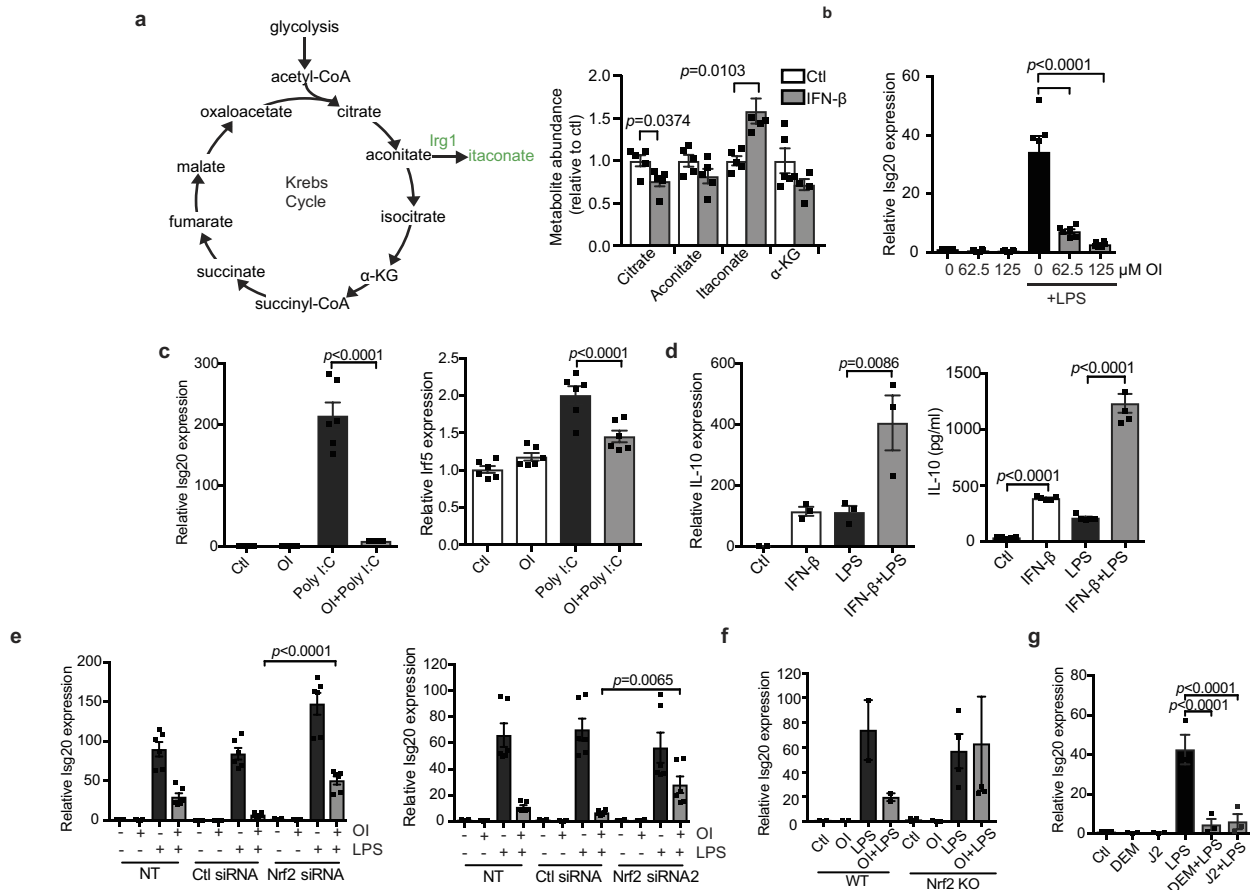 a
glycolysis
acetyl-CoA
oxaloacetate
citrate
malate
aconitate
Irg1
itaconate
Krebs
Cycle
fumarate
isocitrate
succinate
α-KG
succinyl-CoA
Metabolite abundance
(relative to ctl)
2.0
1.5
1.0
0.5
0.0
p=0.0374
p=0.0103
Ctl
IFN-β
Citrate
Aconitate
Itaconate
α-KG
b
Relative Isg20 expression
60
40
20
0
p<0.0001
0 62.5 125 0 62.5 125 µM OI
+LPS
c
Relative Isg20 expression
300
200
100
0
p<0.0001
Ctl
OI
Poly I:C
OI+Poly I:C
Relative Irf5 expression
2.5
2.0
1.5
1.0
0.5
0.0
p<0.0001
Ctl
OI
Poly I:C
OI+Poly I:C
d
Relative IL-10 expression
600
400
200
0
p=0.0086
Ctl
IFN-β
LPS
IFN-β+LPS
IL-10 (pg/ml)
1500
1000
500
0
p<0.0001
p<0.0001
Ctl
IFN-β
LPS
IFN-β+LPS
e
Relative Isg20 expression
200
150
100
50
0
p<0.0001
- + - + - + - + - + - + OI
- - + + - - + + - - + + LPS
NT
Ctl siRNA
Nrf2 siRNA
Relative Isg20 expression
120
100
80
60
40
20
0
p=0.0065
- + - + - + - + - + - + OI
- - + + - - + + - - + + LPS
NT
Ctl siRNA
Nrf2 siRNA2
f
Relative Isg20 expression
120
100
80
60
40
20
0
Ctl
OI
LPS
OI+LPS
Ctl
OI
LPS
OI+LPS
WT
Nrf2 KO
g
Relative Isg20 expression
80
60
40
20
0
p<0.0001
p<0.0001
Ctl
DEM
J2
LPS
DEM+LPS
J2+LPS